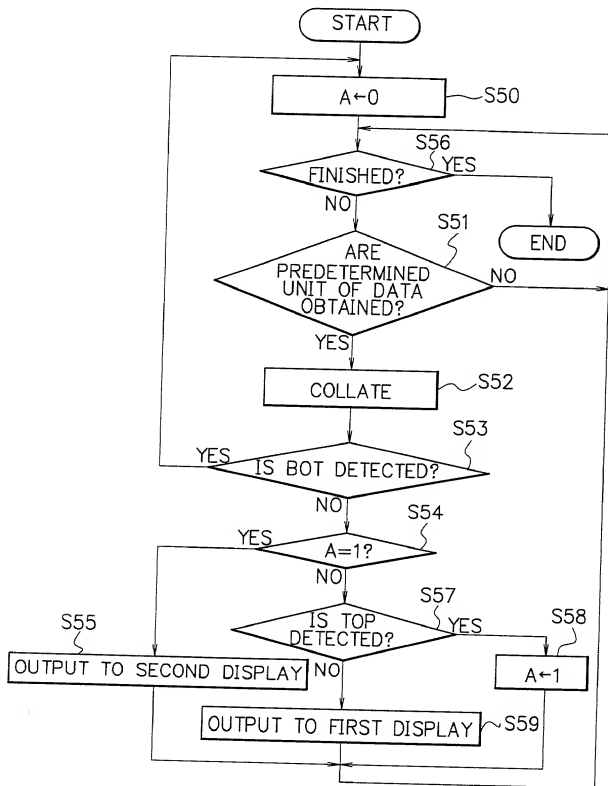 START
A←0
S50
S56
FINISHED?
YES
NO
S51
END
ARE
PREDETERMINED
UNIT OF DATA
OBTAINED?
NO
YES
COLLATE
S52
S53
YES
IS BOT DETECTED?
NO
S54
YES
A=1?
NO
S57
S55
IS TOP
DETECTED?
YES
S58
OUTPUT TO SECOND DISPLAY
NO
A←1
OUTPUT TO FIRST DISPLAY
S59